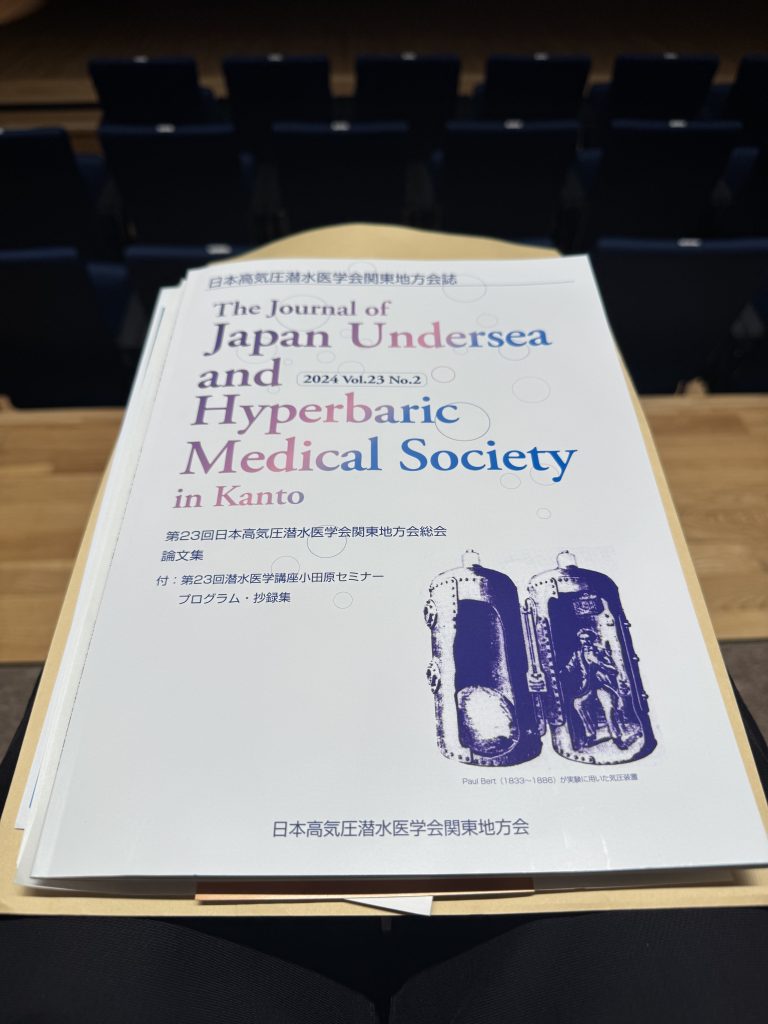 日本高気圧潜水医学会関東地方会誌
The Journal of
Japan Undersea
and 2024 Vol.23 No.2
Hyperbaric
Medical Society
in Kanto
第23回日本高気圧潜水医学会関東地方会総会
論文集
付：第23回潜水医学講座小田原セミナー
プログラム・抄録集
Paul Bert（1833〜1886）が実験に用いた気圧装置
日本高気圧潜水医学会関東地方会